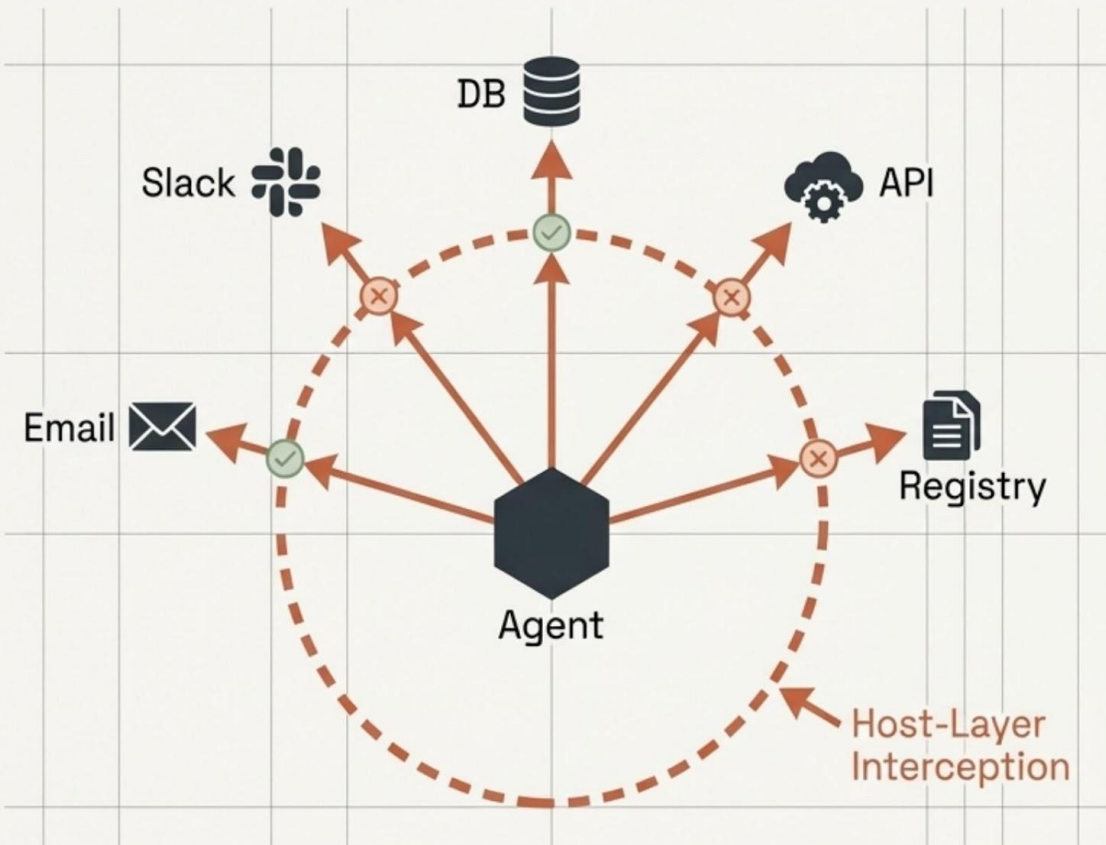 DB
Slack
API
Email
Registry
Agent
Host-Layer
Interception